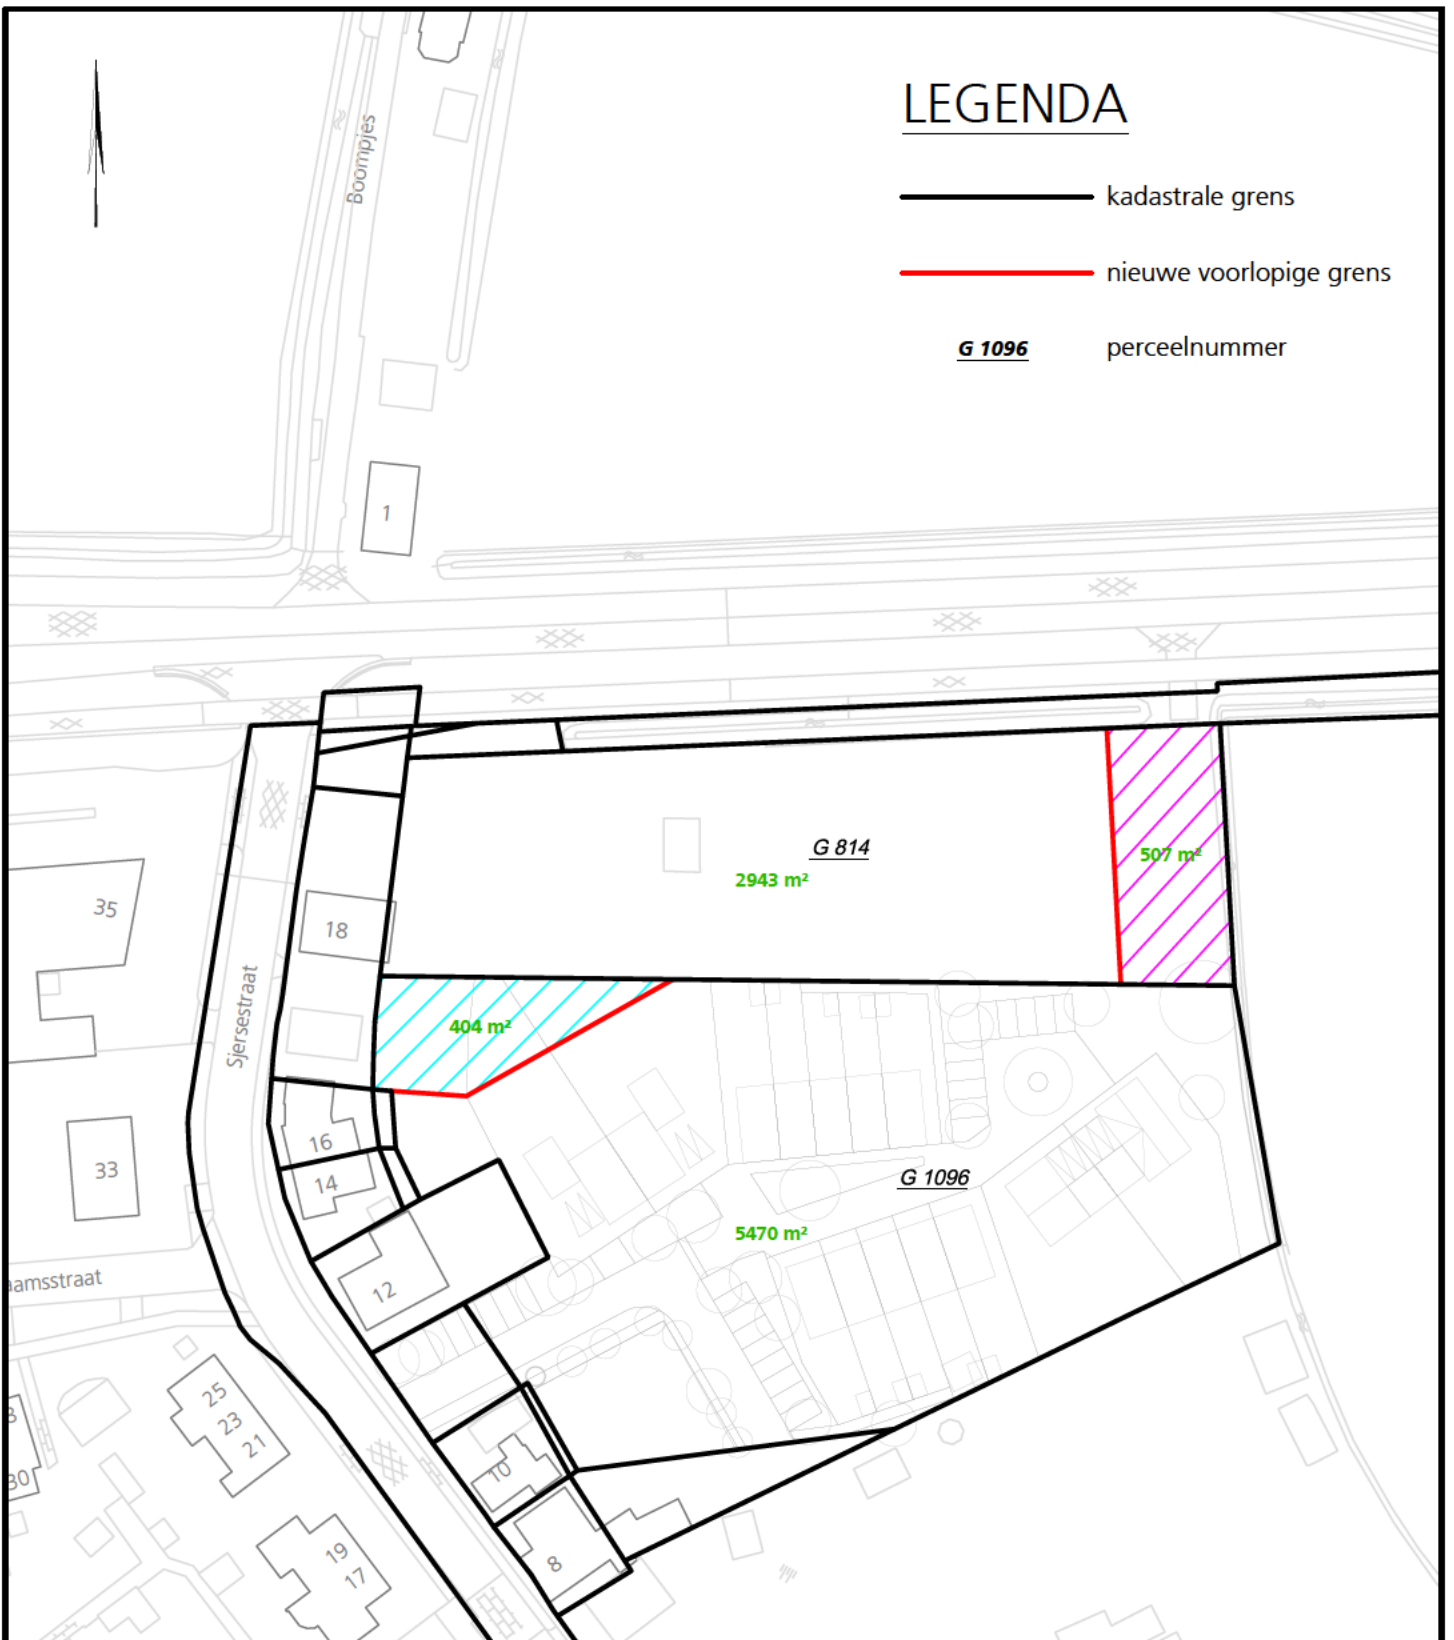 LEGENDA
kadastrale grens
nieuwe voorlopige grens
G 1096 perceelnummer
Boompjes
1
G 814
2943 m²
507 m²
35
18
Sjersestraat
404 m²
16
33
14
G 1096
5470 m²
12
aamsstraat
25
23
21
10
30
19
17
8